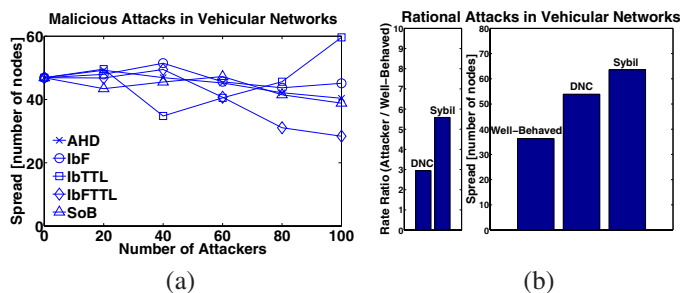 Malicious Attacks in Vehicular Networks
Spread [number of nodes]
60
40
20
0
AHD
IbF
IbTTL
IbFTTL
SoB
0 20 40 60 80 100
Number of Attackers
(a)
Rational Attacks in Vehicular Networks
Rate Ratio (Attacker / Well-Behaved)
10
9
8
7
6
5
4
3
2
1
0
DNC
Sybil
Spread [number of nodes]
80
70
60
50
40
30
20
10
0
Well-Behaved
DNC
Sybil
(b)